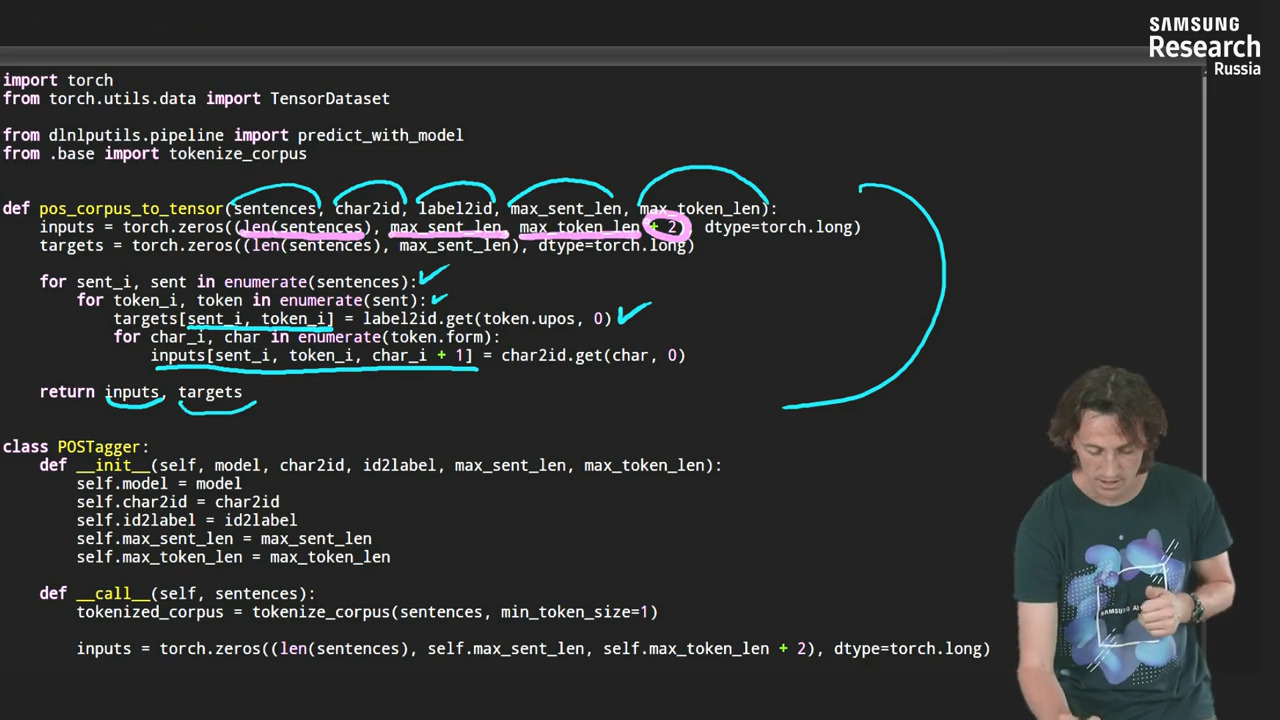 SAMSUNG
Research
Russia
import torch
from torch.utils.data import TensorDataset
from dlnlputils.pipeline import predict_with_model
from .base import tokenize_corpus
def pos_corpus_to_tensor(sentences, char2id, label2id, max_sent_len, max_token_len):
    inputs = torch.zeros((len(sentences), max_sent_len, max_token_len + 2), dtype=torch.long)
    targets = torch.zeros((len(sentences), max_sent_len), dtype=torch.long)
    for sent_i, sent in enumerate(sentences):
        for token_i, token in enumerate(sent):
            targets[sent_i, token_i] = label2id.get(token.upos, 0)
            for char_i, char in enumerate(token.form):
                inputs[sent_i, token_i, char_i + 1] = char2id.get(char, 0)
    return inputs, targets
class POSTagger:
    def __init__(self, model, char2id, id2label, max_sent_len, max_token_len):
        self.model = model
        self.char2id = char2id
        self.id2label = id2label
        self.max_sent_len = max_sent_len
        self.max_token_len = max_token_len
    def __call__(self, sentences):
        tokenized_corpus = tokenize_corpus(sentences, min_token_size=1)
        inputs = torch.zeros((len(sentences), self.max_sent_len, self.max_token_len + 2), dtype=torch.long)